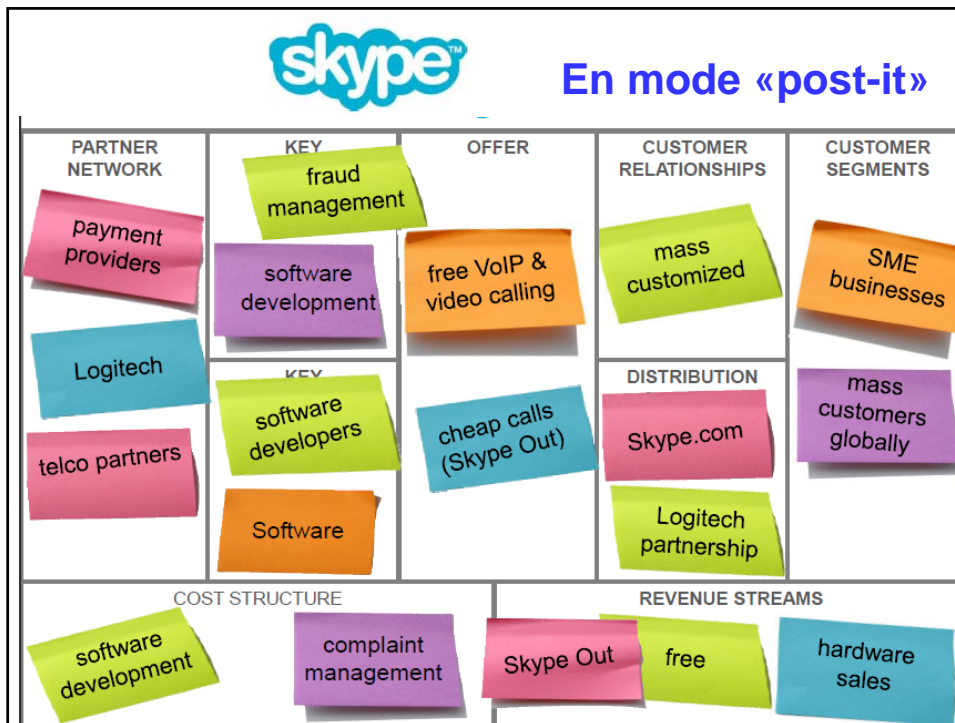 skype™
En mode «post-it»
PARTNER
NETWORK
payment
providers
Logitech
telco partners
KEY
fraud
management
software
development
KEY
software
developers
Software
OFFER
free VoIP &
video calling
cheap calls
(Skype Out)
CUSTOMER
RELATIONSHIPS
mass
customized
DISTRIBUTION
Skype.com
Logitech
partnership
CUSTOMER
SEGMENTS
SME
businesses
mass
customers
globally
COST STRUCTURE
software
development
complaint
management
REVENUE STREAMS
Skype Out
free
hardware
sales